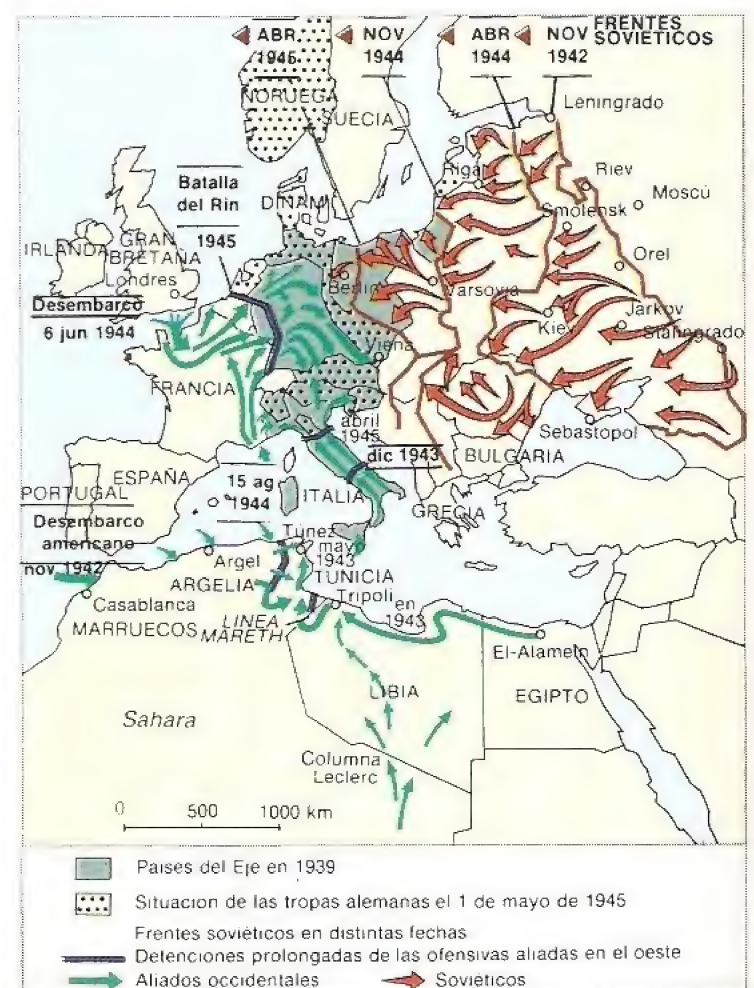 FRENTES
SOVIETICOS
ABR
1945
NOV
1944
ABR
1944
NOV
1942
NORUEGA
SUECIA
Leningrado
Riga
Riev
Moscú
Smolensk
Orel
Batalla
del Rin
1945
DINAM
IRLANDA
GRAN
BRETAÑA
Londres
Berlin
Varsovia
Desembarco
6 jun 1944
Kiev
Jarkov
Stalingrado
Viena
FRANCIA
abril
1945
dic 1943
Sebastopol
BULGARIA
ESPAÑA
PORTUGAL
15 ag
1944
ITALIA
GRECIA
Desembarco
americano
nov 1942
Túnez
mayo
1943
Argel
ARGELIA
TUNICIA
Tripoli
en
1943
Casablanca
MARRUECOS
LINEA
MARETH
El-Alamein
LIBIA
EGIPTO
Sahara
Columna
Leclerc
0 500 1000 km
Paises del Eje en 1939
Situacion de las tropas alemanas el 1 de mayo de 1945
Frentes soviéticos en distintas fechas
Detenciones prolongadas de las ofensivas aliadas en el oeste
Aliados occidentales
Soviéticos